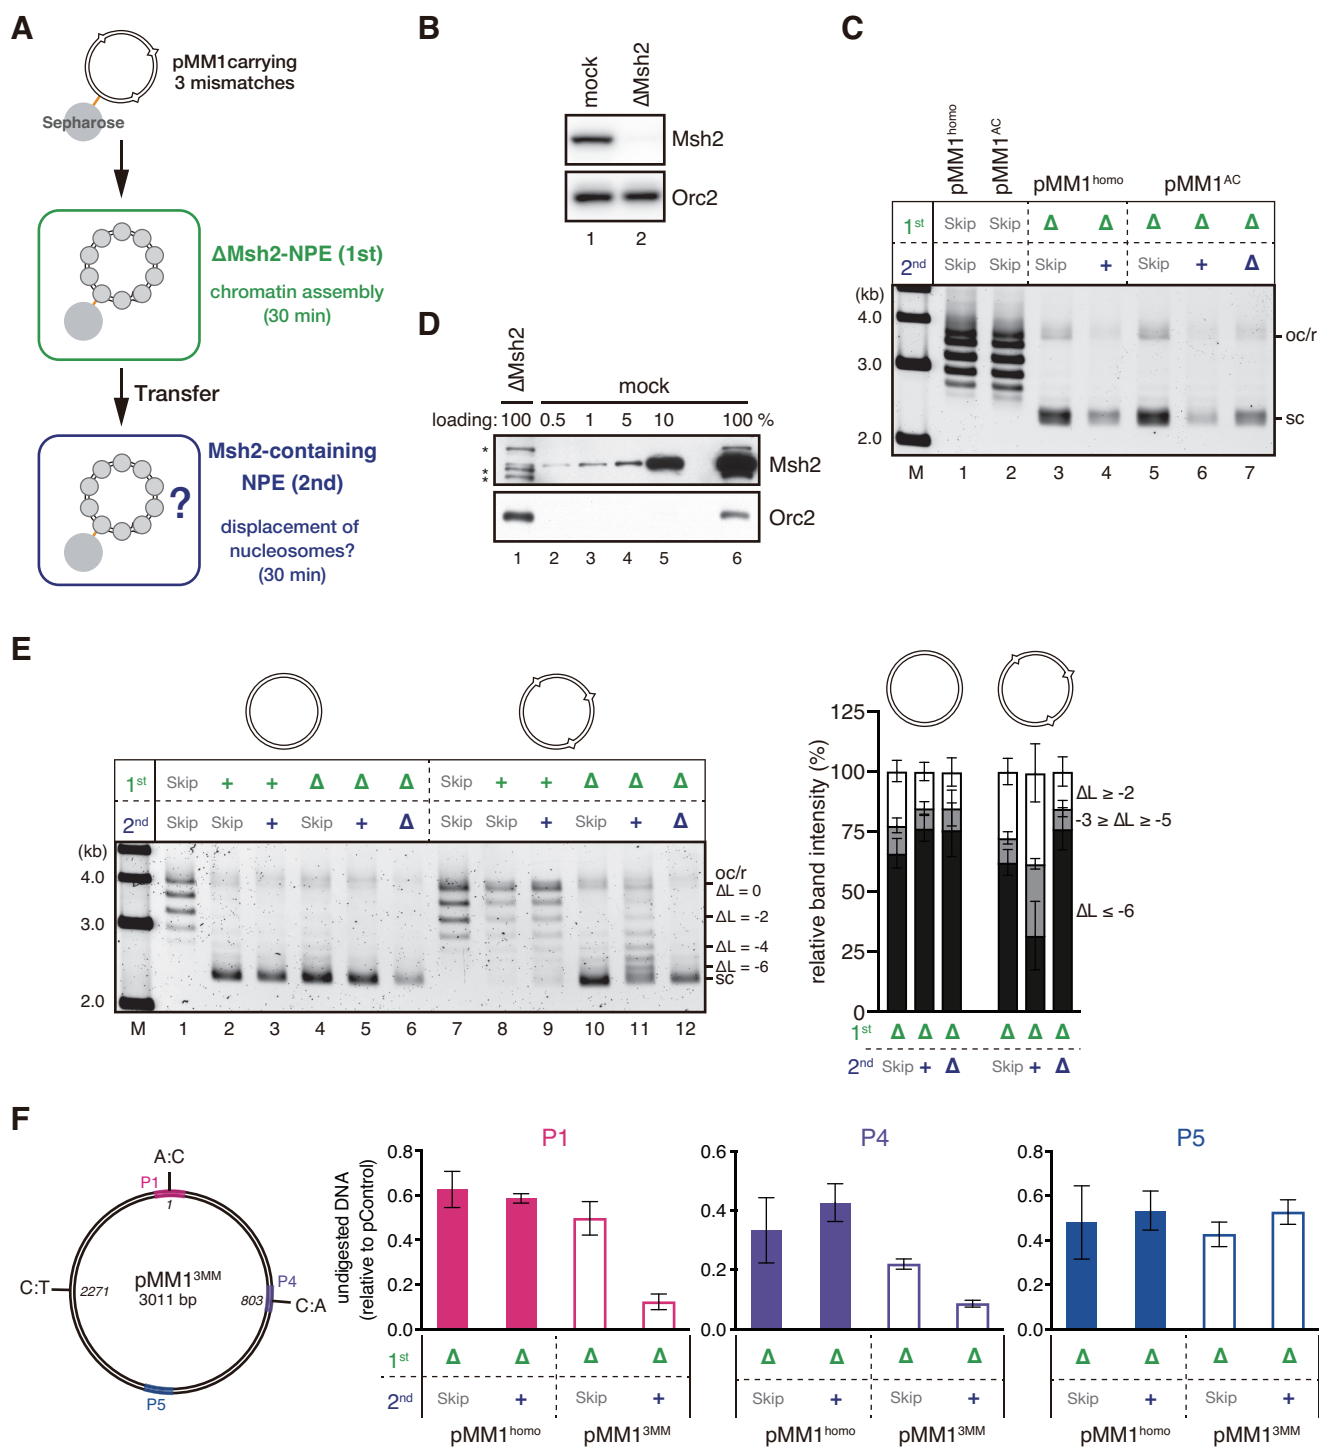 A
pMM1carrying
3 mismatches
Sepharose
ΔMsh2-NPE (1st)
chromatin assembly
(30 min)
Transfer
Msh2-containing
NPE (2nd)
?
displacement of
nucleosomes?
(30 min)
B
mock ΔMsh2
Msh2
Orc2
1 2
C
pMM1homo pMM1AC pMM1homo pMM1AC
1st Skip Skip Δ Δ Δ Δ Δ
2nd Skip Skip Skip + Skip + Δ
(kb)
4.0 oc/r
3.0
sc
2.0
M 1 2 3 4 5 6 7
D
ΔMsh2 mock
loading: 100 0.5 1 5 10 100 %
*
* Msh2
*
Orc2
1 2 3 4 5 6
E
1st Skip + + Δ Δ Δ Skip + + Δ Δ Δ
2nd Skip Skip + Skip + Δ Skip Skip + Skip + Δ
(kb)
4.0 oc/r
ΔL = 0
3.0 ΔL = -2
ΔL = -4
ΔL = -6
sc
2.0
M 1 2 3 4 5 6 7 8 9 10 11 12
relative band intensity (%)
125
100
75
50
25
0
ΔL ≥ -2
-3 ≥ ΔL ≥ -5
ΔL ≤ -6
1st Δ Δ Δ Δ Δ Δ
2nd Skip + Δ Skip + Δ
F
A:C
P1
1
C:T 2271 pMM13MM 803 P4
3011 bp C:A
P5
undigested DNA
(relative to pControl)
P1
0.8
0.6
0.4
0.2
0.0
1st Δ Δ Δ Δ
2nd Skip + Skip +
pMM1homo pMM13MM
P4
0.6
0.4
0.2
0.0
Δ Δ Δ Δ
Skip + Skip +
pMM1homo pMM13MM
P5
0.8
0.6
0.4
0.2
0.0
Δ Δ Δ Δ
Skip + Skip +
pMM1homo pMM13MM